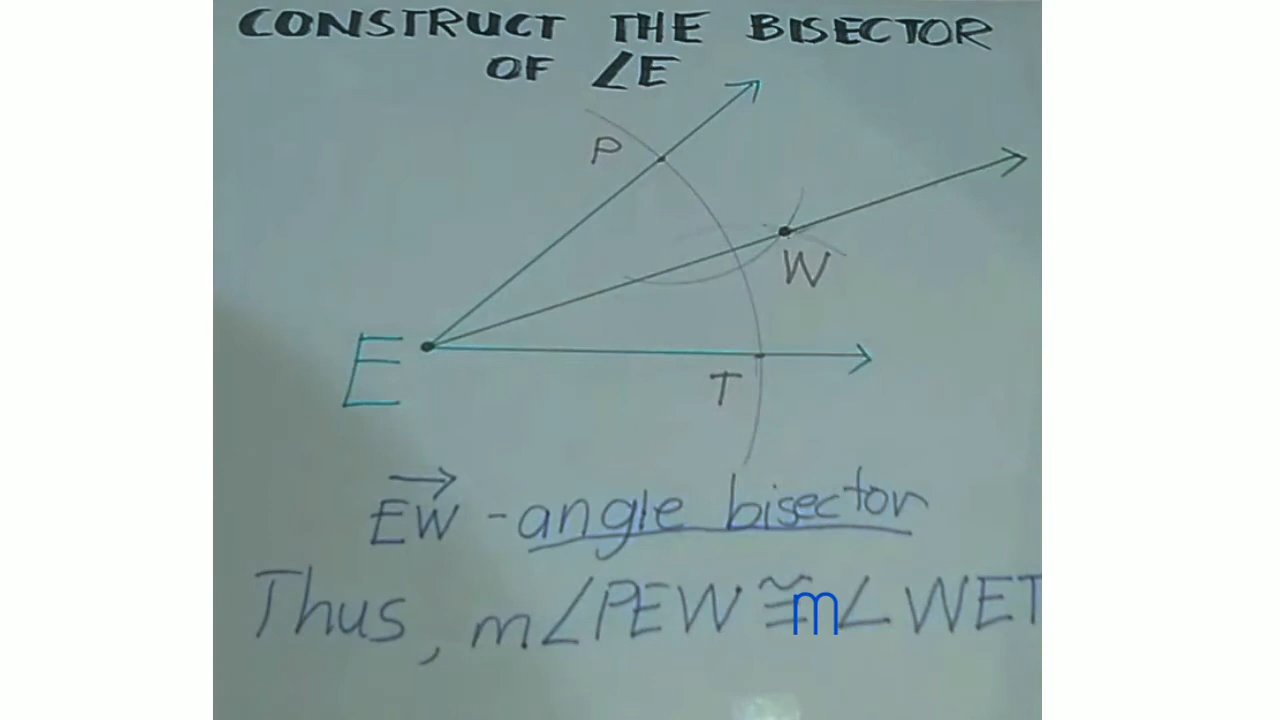 CONSTRUCT THE BISECTOR
OF ∠E
P
W
E
T
EW - angle bisector
Thus, m∠PEW ≅ m∠WET